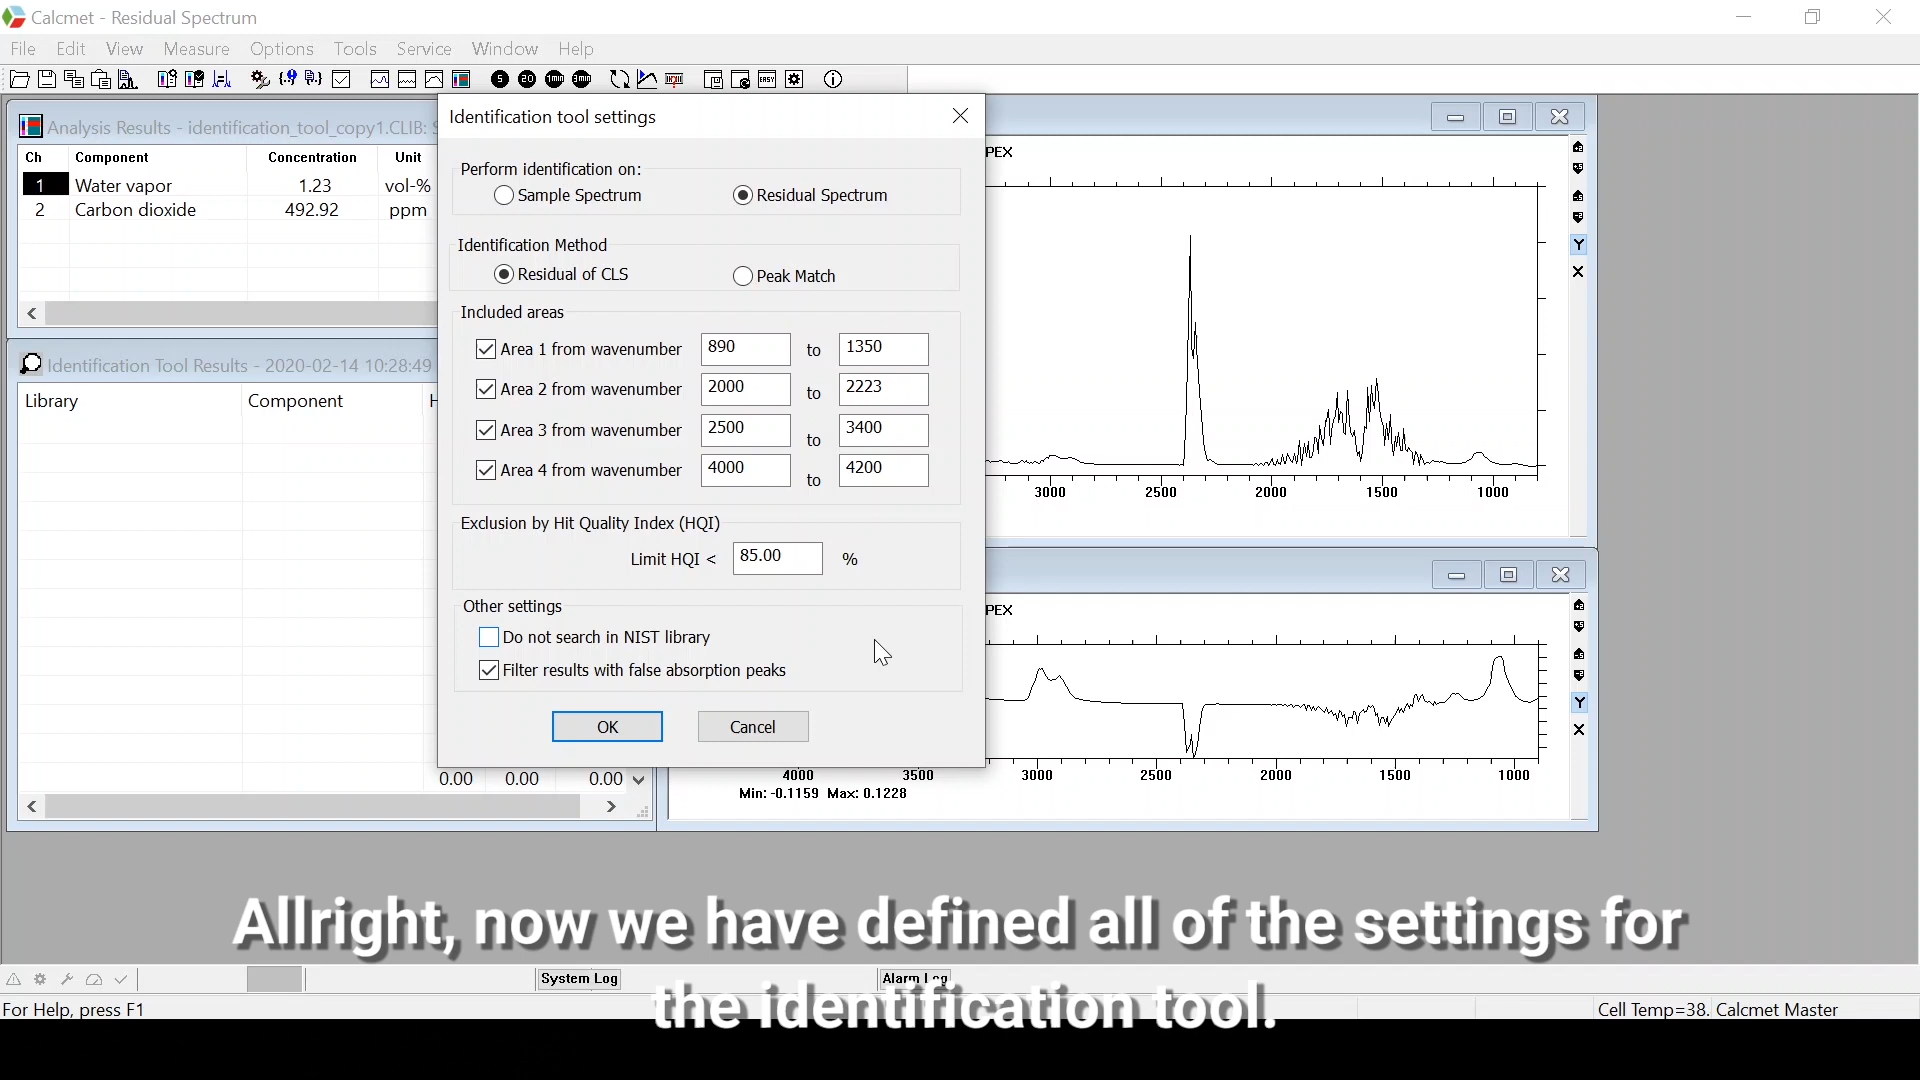 Calcmet - Residual Spectrum
File Edit View Measure Options Tools Service Window Help
5 20 1min 3min EASY
Analysis Results - identification_tool_copy1.CLIB: S
Ch Component Concentration Unit
1 Water vapor 1.23 vol-%
2 Carbon dioxide 492.92 ppm
Identification Tool Results - 2020-02-14 10:28:49
Library Component H
0.00 0.00 0.00
Identification tool settings
Perform identification on:
Sample Spectrum Residual Spectrum
Identification Method
Residual of CLS Peak Match
Included areas
Area 1 from wavenumber 890 to 1350
Area 2 from wavenumber 2000 to 2223
Area 3 from wavenumber 2500 to 3400
Area 4 from wavenumber 4000 to 4200
Exclusion by Hit Quality Index (HQI)
Limit HQI < 85.00 %
Other settings
Do not search in NIST library
Filter results with false absorption peaks
OK Cancel
PEX
Y
X
3000 2500 2000 1500 1000
PEX
Y
X
4000 3500 3000 2500 2000 1500 1000
Min: -0.1159 Max: 0.1228
Allright, now we have defined all of the settings for
the identification tool.
System Log Alarm Log
For Help, press F1 Cell Temp=38. Calcmet Master